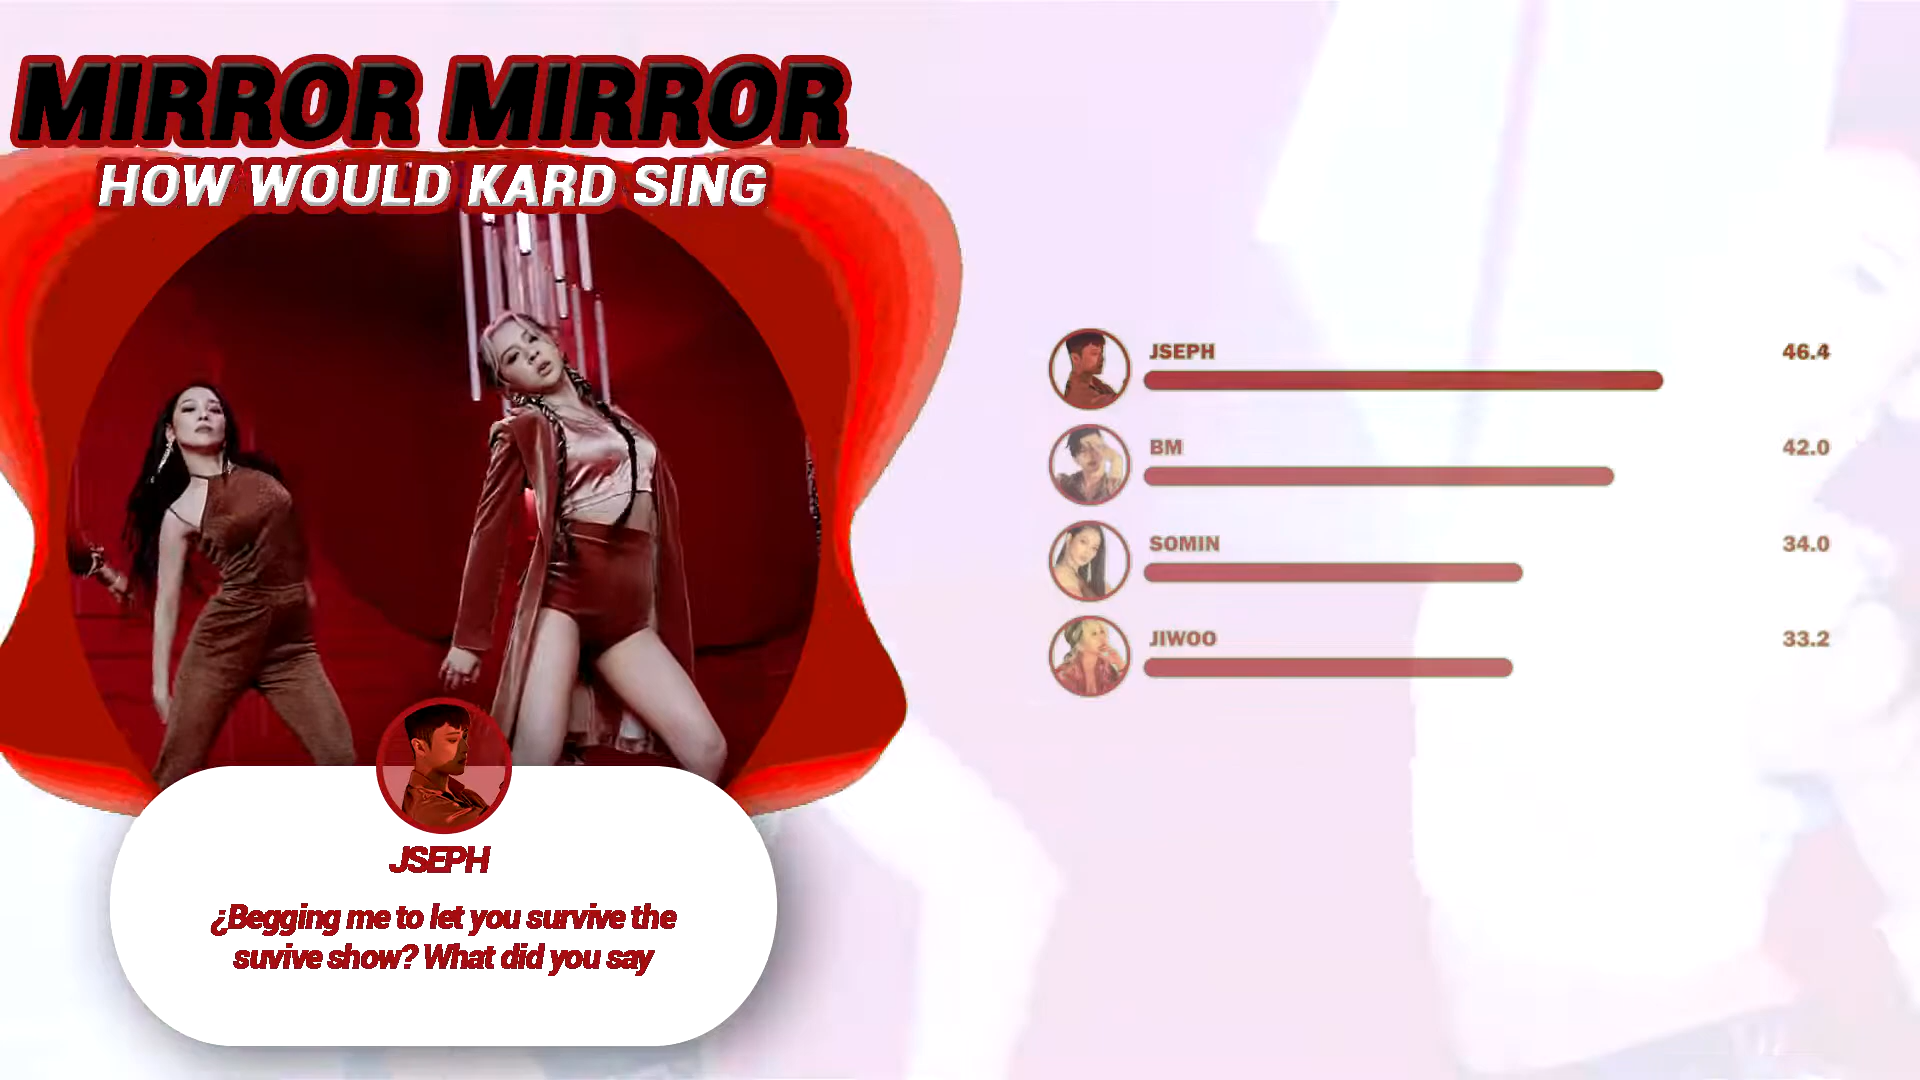 MIRROR MIRROR
HOW WOULD KARD SING
JSEPH
46.4
BM
42.0
SOMIN
34.0
JIWOO
33.2
JSEPH
¿Begging me to let you survive the
suvive show? What did you say